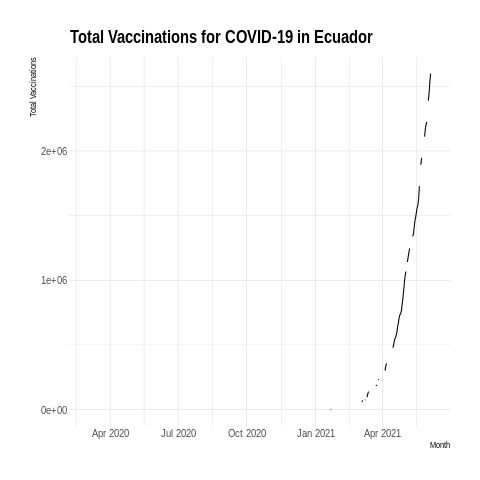 Total Vaccinations for COVID-19 in Ecuador
Total Vaccinations
2e+06
1e+06
0e+00
Apr 2020 Jul 2020 Oct 2020 Jan 2021 Apr 2021
Month